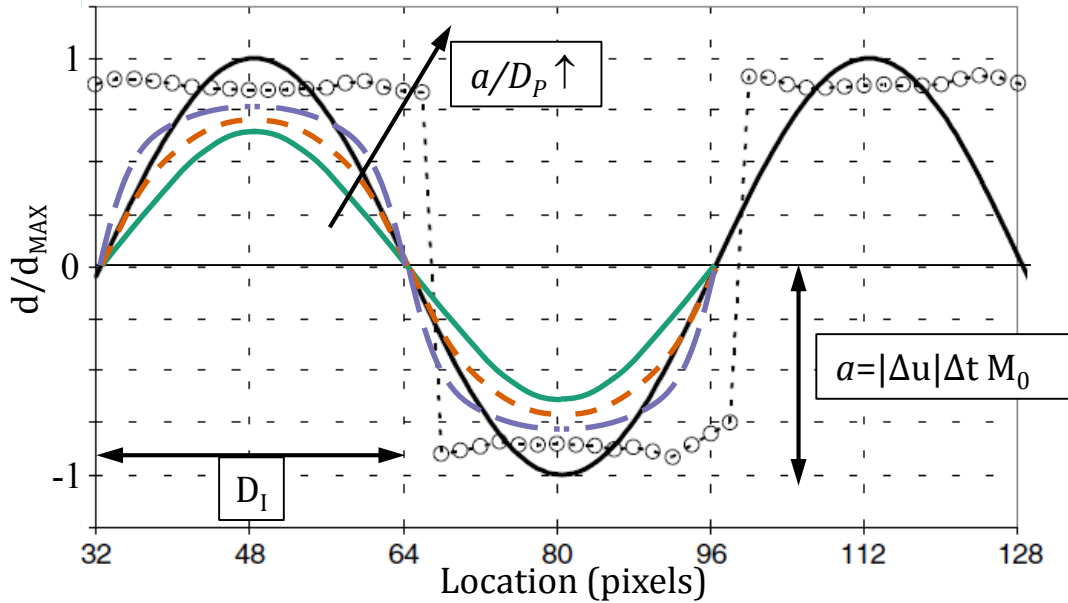 1
0
-1
d/d_MAX
a/D_P ↑
a=|Δu|Δt M_0
D_I
32 48 64 80 96 112 128
Location (pixels)